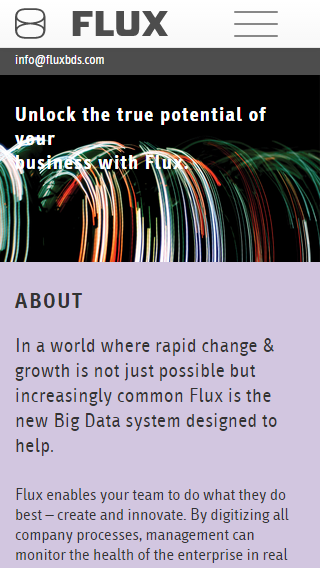 FLUX
info@fluxbds.com
Unlock the true potential of
your
business with Flux.
ABOUT
In a world where rapid change &
growth is not just possible but
increasingly common Flux is the
new Big Data system designed to
help.
Flux enables your team to do what they do
best – create and innovate. By digitizing all
company processes, management can
monitor the health of the enterprise in real